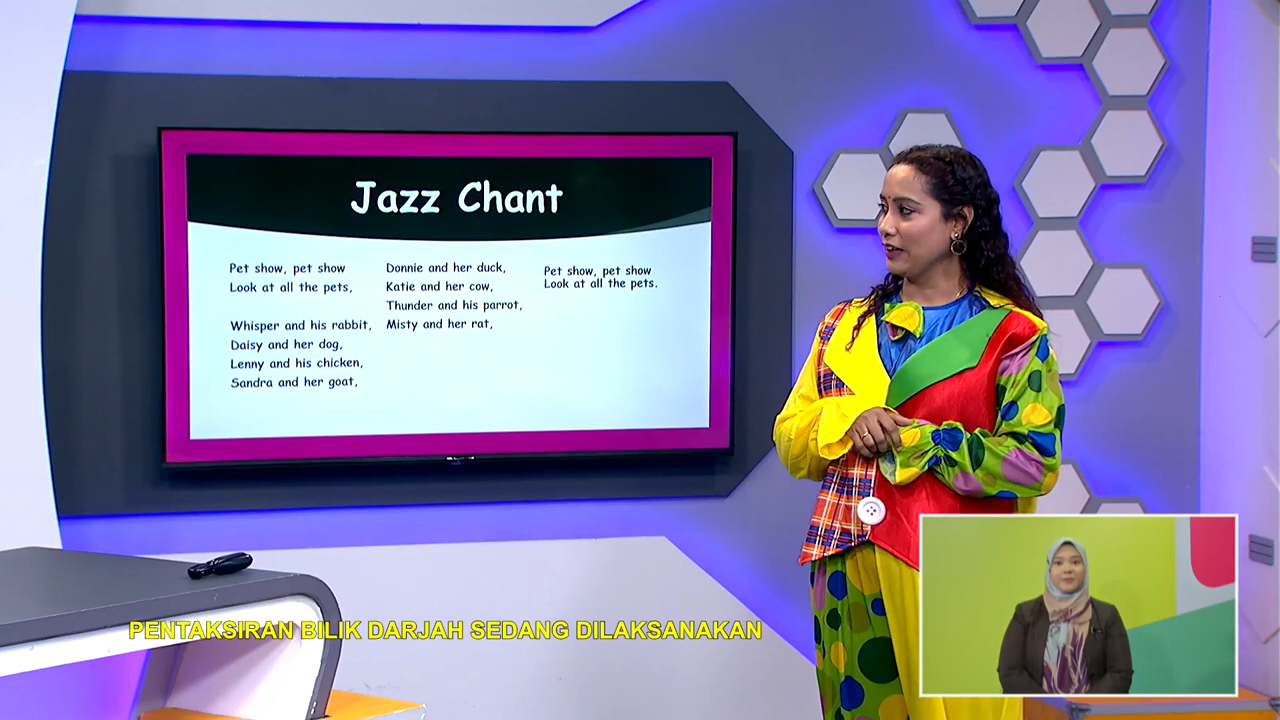 Jazz Chant
Pet show, pet show
Look at all the pets,
Whisper and his rabbit,
Daisy and her dog,
Lenny and his chicken,
Sandra and her goat,
Donnie and her duck,
Katie and her cow,
Thunder and his parrot,
Misty and her rat,
Pet show, pet show
Look at all the pets.
PENTAKSIRAN BILIK DARJAH SEDANG DILAKSANAKAN